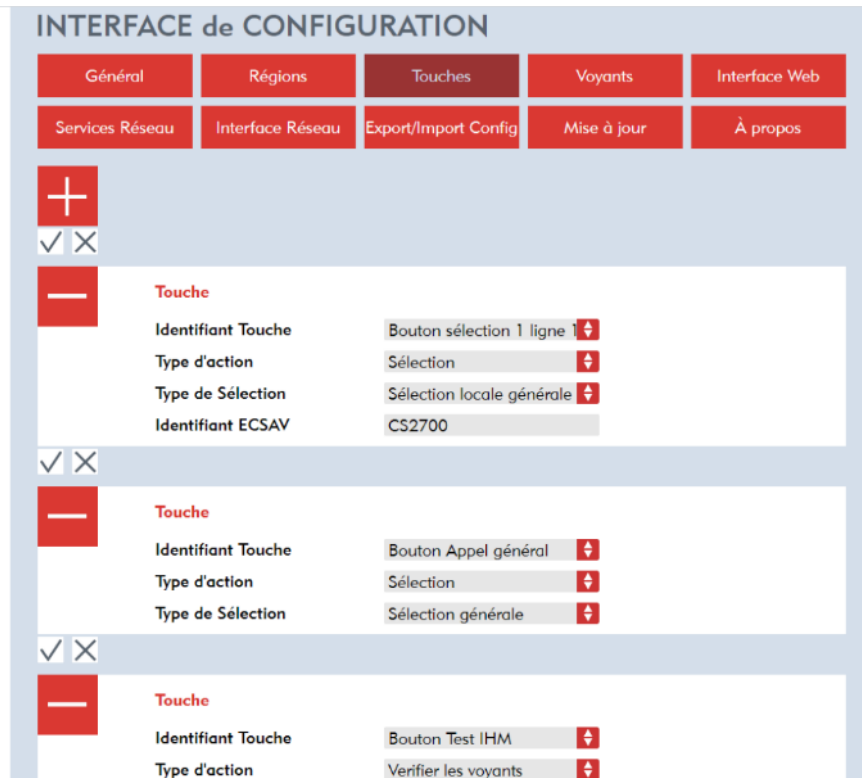 INTERFACE de CONFIGURATION
Général Régions Touches Voyants Interface Web
Services Réseau Interface Réseau Export/Import Config Mise à jour À propos
Touche
Identifiant Touche Bouton sélection 1 ligne 1
Type d'action Sélection
Type de Sélection Sélection locale générale
Identifiant ECSAV CS2700
Touche
Identifiant Touche Bouton Appel général
Type d'action Sélection
Type de Sélection Sélection générale
Touche
Identifiant Touche Bouton Test IHM
Type d'action Verifier les voyants